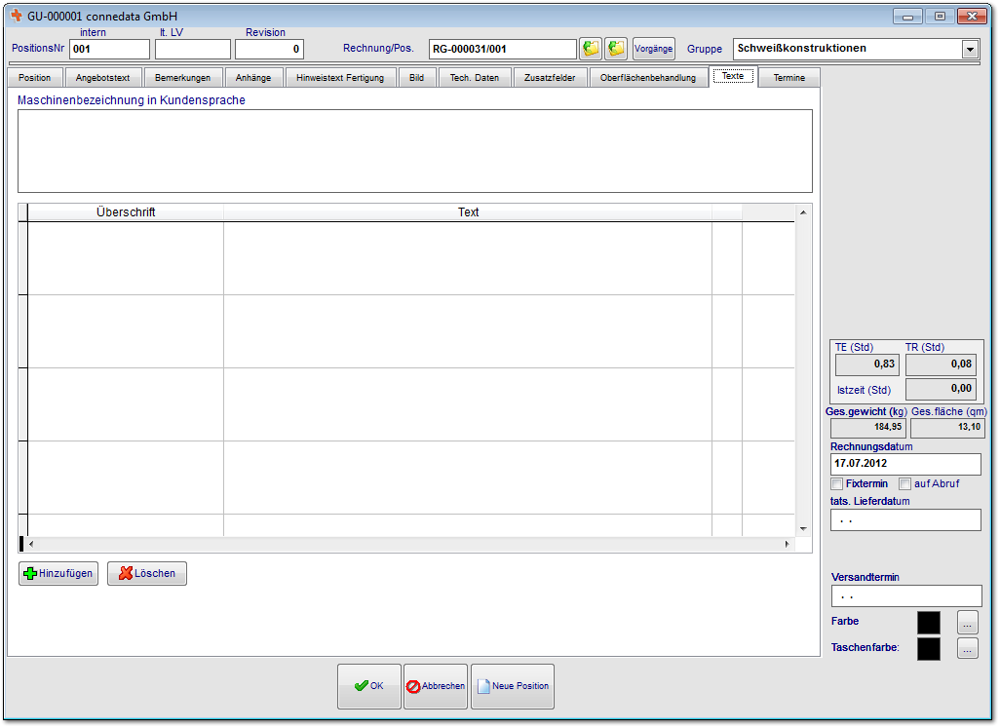 GU-000001 connedata GmbH
intern lt. LV Revision
PositionsNr 001 0 Rechnung/Pos. RG-000031/001 Vorgänge Gruppe Schweißkonstruktionen
Position Angebotstext Bemerkungen Anhänge Hinweistext Fertigung Bild Tech. Daten Zusatzfelder Oberflächenbehandlung Texte Termine
Maschinenbezeichnung in Kundensprache
Überschrift Text
TE (Std) TR (Std)
0,83 0,08
Istzeit (Std) 0,00
Ges.gewicht (kg) Ges.fläche (qm)
184,95 13,10
Rechnungsdatum
17.07.2012
Fixtermin auf Abruf
tats. Lieferdatum
. .
Hinzufügen Löschen
Versandtermin
. .
Farbe ...
Taschenfarbe: ...
OK Abbrechen Neue Position